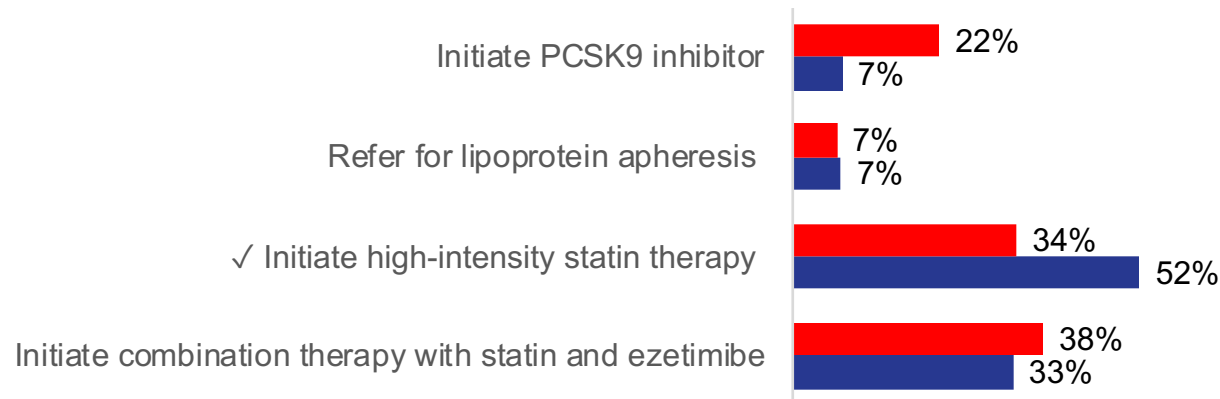 Initiate PCSK9 inhibitor
22%
7%
Refer for lipoprotein apheresis
7%
7%
✓ Initiate high-intensity statin therapy
34%
52%
Initiate combination therapy with statin and ezetimibe
38%
33%